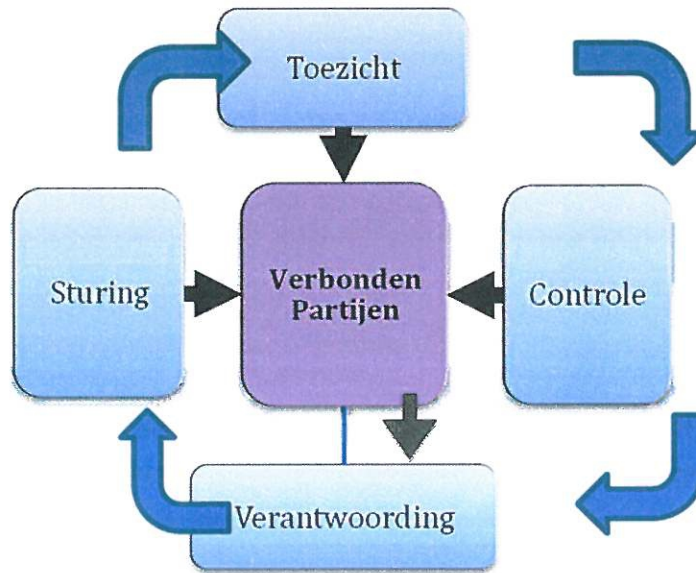 Toezicht
Sturing
Verbonden
Partijen
Controle
Verantwoording